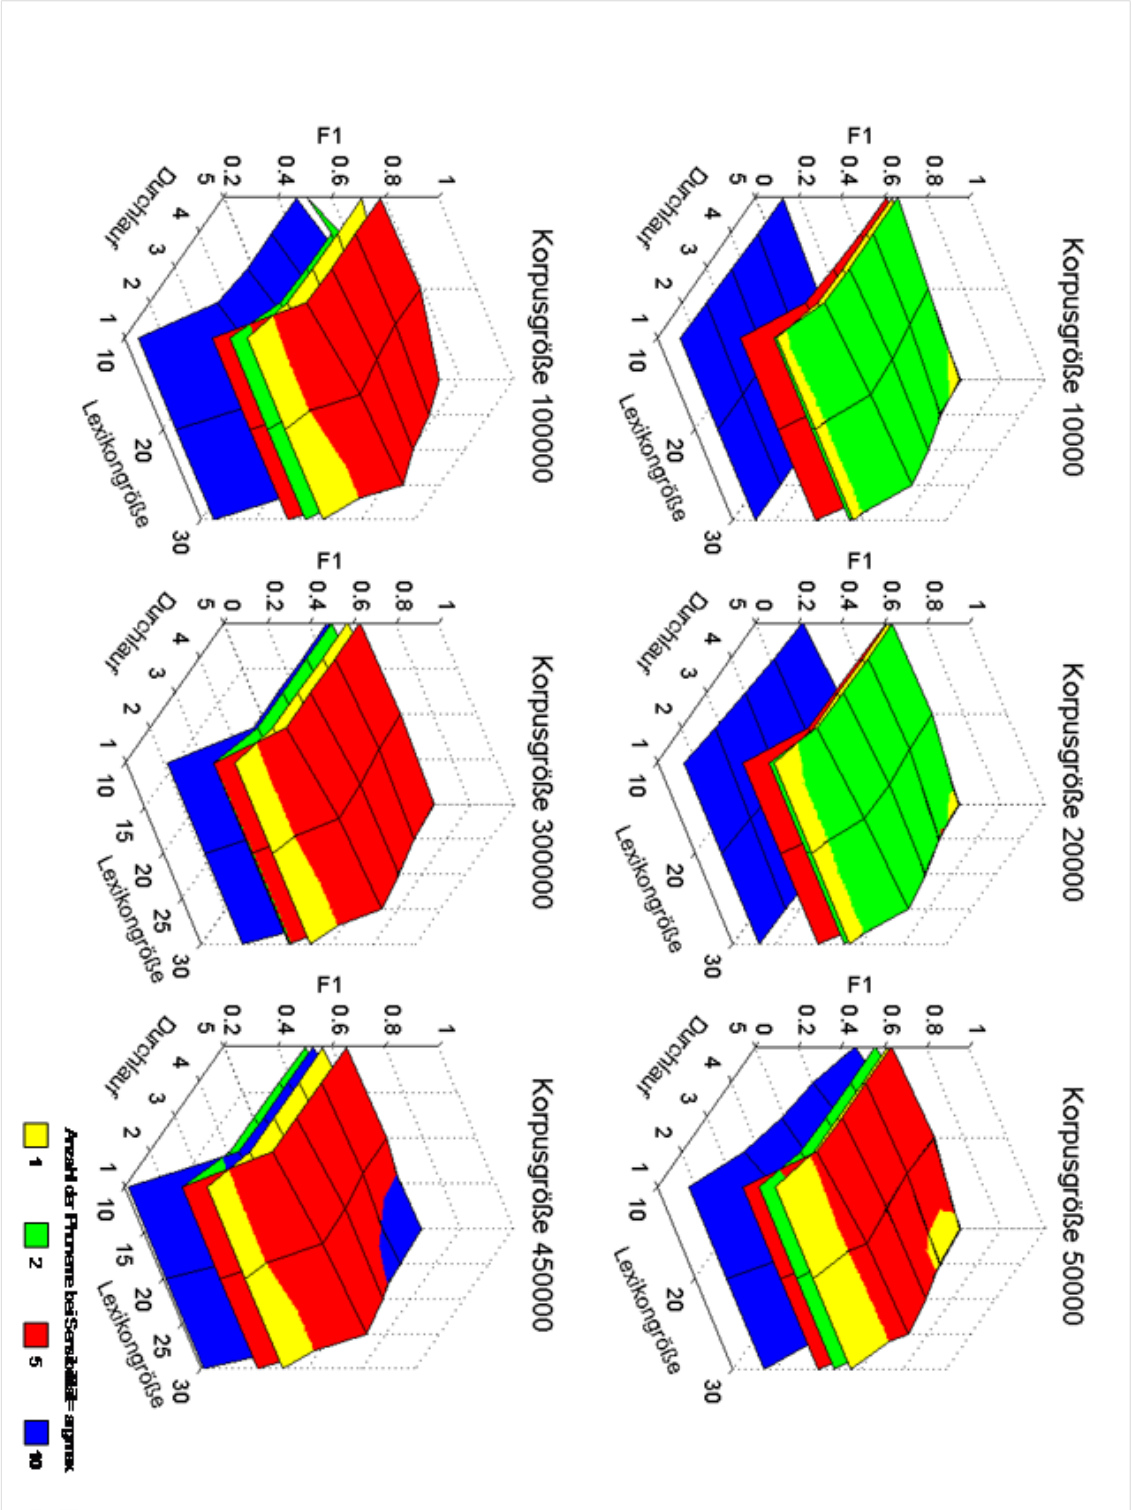 Korpusgröße 10000
F1
1
0.8
0.6
0.4
0.2
0
5 4 3 2 1
Durchlauf
10 20 30
Lexikongröße
Korpusgröße 20000
F1
1
0.8
0.6
0.4
0.2
0
5 4 3 2 1
Durchlauf
10 20 30
Lexikongröße
Korpusgröße 50000
F1
1
0.8
0.6
0.4
0.2
0
5 4 3 2 1
Durchlauf
10 20 30
Lexikongröße
Korpusgröße 100000
F1
1
0.8
0.6
0.4
0.2
5 4 3 2 1
Durchlauf
10 20 30
Lexikongröße
Korpusgröße 300000
F1
1
0.8
0.6
0.4
0.2
0
5 4 3 2 1
Durchlauf
10 15 20 25 30
Lexikongröße
Korpusgröße 450000
F1
1
0.8
0.6
0.4
0.2
5 4 3 2 1
Durchlauf
10 15 20 25 30
Lexikongröße
Anzahl der Phoneme bei Sensibilität= argmax
1 2 5 10